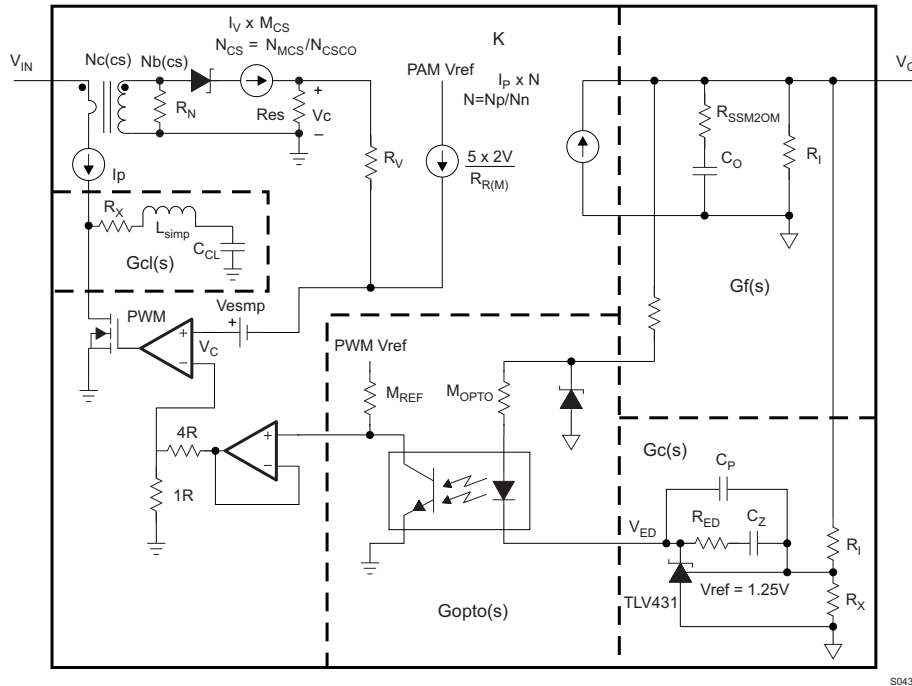 I_V x M_CS
N_CS = N_MCS/N_CSCO
K
V_IN
Nc(cs)
Nb(cs)
PAM Vref
I_P x N
N=Np/Nn
V_O
R_N
Res
+
Vc
–
R_V
5 x 2V
R_R(M)
R_SSM2OM
C_O
R_I
Ip
R_X
L_simp
C_CL
Gcl(s)
Gf(s)
PWM
Vesmp
+
+
V_C
–
PWM Vref
M_REF
M_OPTO
4R
+
–
1R
Gc(s)
C_P
V_ED
R_ED
C_Z
R_I
TLV431
Vref = 1.25V
R_X
Gopto(s)